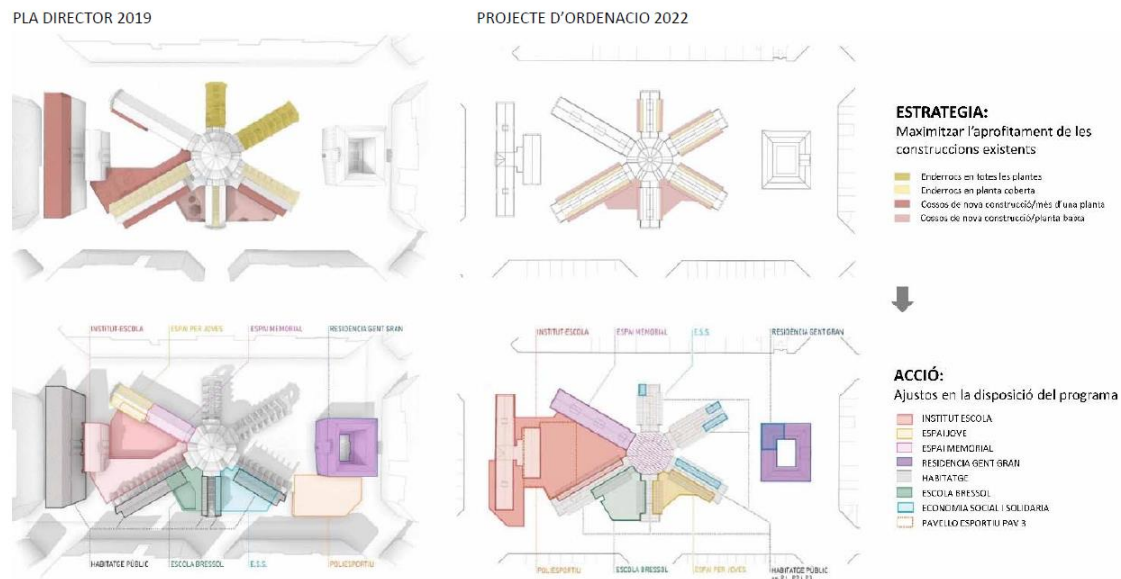 PLA DIRECTOR 2019
PROJECTE D'ORDENACIO 2022
ESTRATEGIA:
Maximitzar l'aprofitament de les
construccions existents
Enderrocs en totes les plantes
Enderrocs en planta coberta
Cossos de nova construcció/més d'una planta
Cossos de nova construcció/planta baixa
INSTITUT-ESCOLA
ESPAI PER JOVES
ESPAI MEMORIAL
RESIDENCIA GENT GRAN
HABITATGE PÚBLIC
ESCOLA BRESSOL
E.S.S.
POLIESPORTIU
INSTITUT-ESCOLA
ESPAI MEMORIAL
E.S.S.
RESIDENCIA GENT GRAN
POLIESPORTIU
ESCOLA BRESSOL
ESPAI PER JOVES
HABITATGE PÚBLIC
ACCIÓ:
Ajustos en la disposició del programa
INSTITUT ESCOLA
ESPAI JOVE
ESPAI MEMORIAL
RESIDENCIA GENT GRAN
HABITATGE
ESCOLA BRESSOL
ECONOMIA SOCIAL I SOLIDARIA
PAVELLO ESPORTIU PAV 3